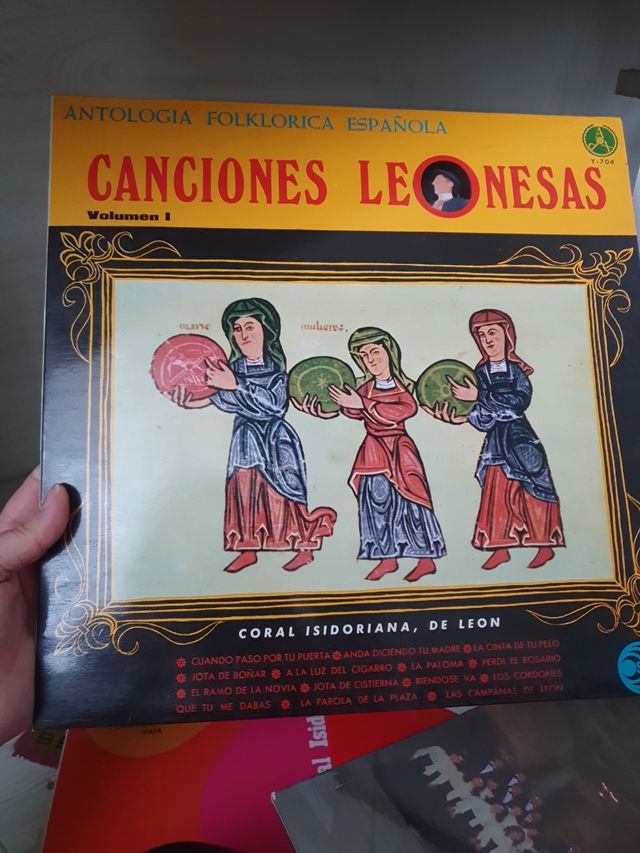 ANTOLOGIA FOLKLORICA ESPAÑOLA
Y-704
CANCIONES LEONESAS
Volumen I
marie
mulieres.
CORAL ISIDORIANA, DE LEON
CUANDO PASO POR TU PUERTA ✽ ANDA DICIENDO TU MADRE ✽ LA CINTA DE TU PELO
✽ JOTA DE BOÑAR ✽ A LA LUZ DEL CIGARRO ✽ LA PALOMA ✽ PERDI EL ROSARIO
✽ EL RAMO DE LA NOVIA ✽ JOTA DE CISTIERNA ✽ RIENDOSE VA ✽ LOS CORDONES
QUE TU ME DABAS ✽ LA FAROLA DE LA PLAZA ✽ LAS CAMPANAS DE LEON
al Isid